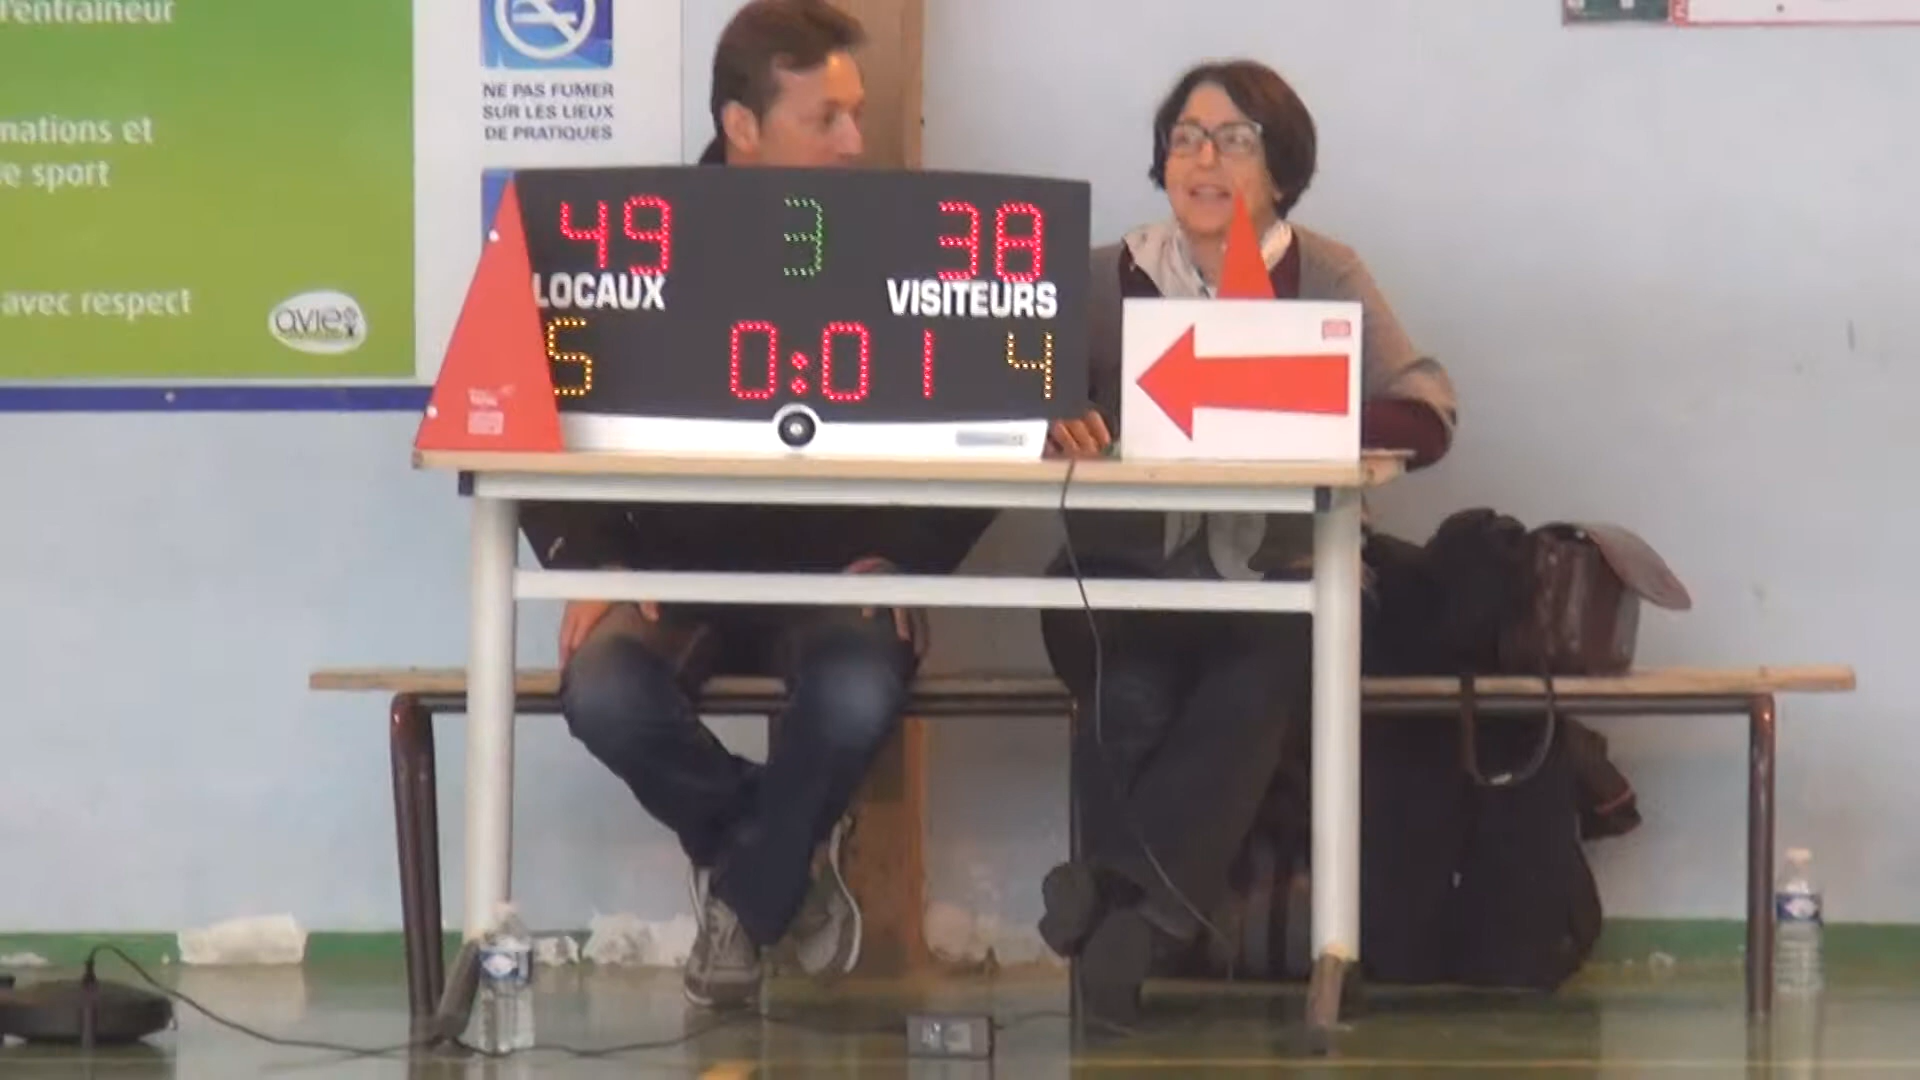 l'entraîneur
mations et
e sport
avec respect
avie
NE PAS FUMER
SUR LES LIEUX
DE PRATIQUES
49 3 38
LOCAUX VISITEURS
5 0:01 4